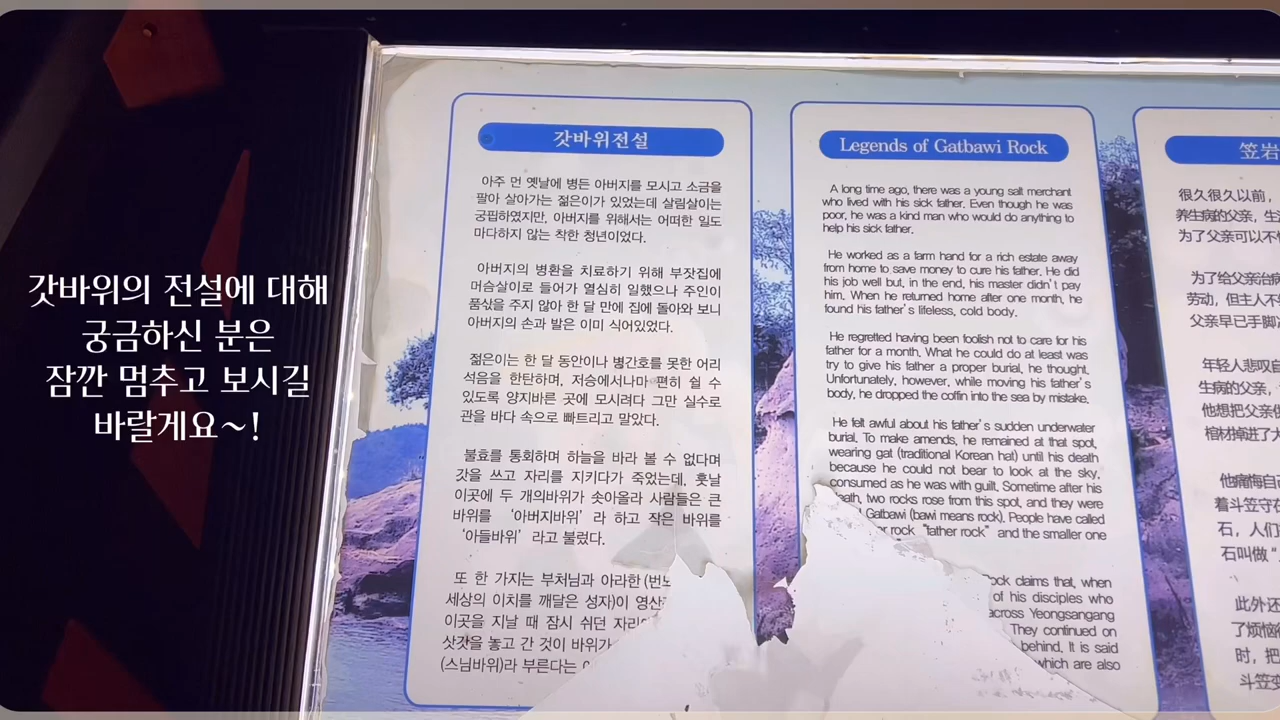 갓바위의 전설에 대해
궁금하신 분은
잠깐 멈추고 보시길
바랄게요~!
갓바위전설
아주 먼 옛날에 병든 아버지를 모시고 소금을
팔아 살아가는 젊은이가 있었는데 살림살이는
궁핍하였지만, 아버지를 위해서는 어떠한 일도
마다하지 않는 착한 청년이었다.
아버지의 병환을 치료하기 위해 부잣집에
머슴살이로 들어가 열심히 일했으나 주인이
품삯을 주지 않아 한 달 만에 집에 돌아와 보니
아버지의 손과 발은 이미 식어있었다.
젊은이는 한 달 동안이나 병간호를 못한 어리
석음을 한탄하며, 저승에서나마 편히 쉴 수
있도록 양지바른 곳에 모시려다 그만 실수로
관을 바다 속으로 빠트리고 말았다.
불효를 통회하며 하늘을 바라 볼 수 없다며
갓을 쓰고 자리를 지키다가 죽었는데, 훗날
이곳에 두 개의바위가 솟아올라 사람들은 큰
바위를 ‘아버지바위’라 하고 작은 바위를
‘아들바위’라고 불렀다.
또 한 가지는 부처님과 아라한(번뇌
세상의 이치를 깨달은 성자)이 영산
이곳을 지날 때 잠시 쉬던 자리에
삿갓을 놓고 간 것이 바위가
(스님바위)라 부른다는
Legends of Gatbawi Rock
A long time ago, there was a young salt merchant
who lived with his sick father. Even though he was
poor, he was a kind man who would do anything to
help his sick father.
He worked as a farm hand for a rich estate away
from home to save money to cure his father. He did
his job well but, in the end, his master didn't pay
him. When he returned home after one month, he
found his father's lifeless, cold body.
He regretted having been foolish not to care for his
father for a month. What he could do at least was
try to give his father a proper burial, he thought.
Unfortunately, however, while moving his father's
body, he dropped the coffin into the sea by mistake.
He felt awful about his father's sudden underwater
burial. To make amends, he remained at that spot,
wearing gat (traditional Korean hat) until his death
because he could not bear to look at the sky,
consumed as he was with guilt. Sometime after his
death, two rocks rose from this spot, and they were
Gatbawi (bawi means rock). People have called
rock "father rock" and the smaller one
rock claims that, when
of his disciples who
across Yeongsangang
They continued on
behind. It is said
which are also
笠岩
很久很久以前，
养生病的父亲，生
为了父亲可以不
为了给父亲治病
劳动，但主人不
父亲早已手脚
年轻人悲叹自
生病的父亲，
他想把父亲
棺材掉进了大
他痛悔自己
着斗笠守在
石，人们
石叫做“
此外还
了烦恼
时，把
斗笠变